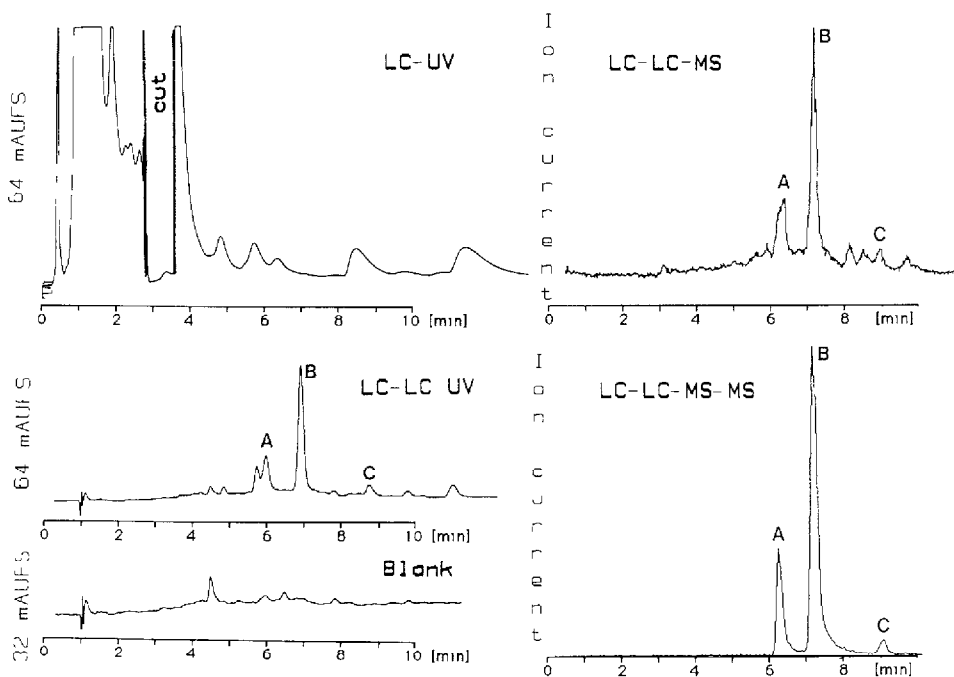 LC-UV
cut
64 mAUFS
0 2 4 6 8 10 [min]
Ion current
LC-LC-MS
A
B
C
0 2 4 6 8 [min]
LC-LC UV
64 mAUFS
A
B
C
0 2 4 6 8 10 [min]
Blank
32 mAUFS
0 2 4 6 8 10 [min]
Ion current
LC-LC-MS-MS
A
B
C
0 2 4 6 8 [min]